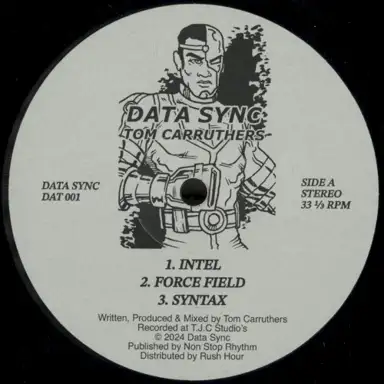 DATA SYNC
TOM CARRUTHERS
DATA SYNC
DAT 001
SIDE A
STEREO
33 ⅓ RPM
1. INTEL
2. FORCE FIELD
3. SYNTAX
Written, Produced & Mixed by Tom Carruthers
Recorded at T.J.C Studio's
© 2024 Data Sync
Published by Non Stop Rhythm
Distributed by Rush Hour